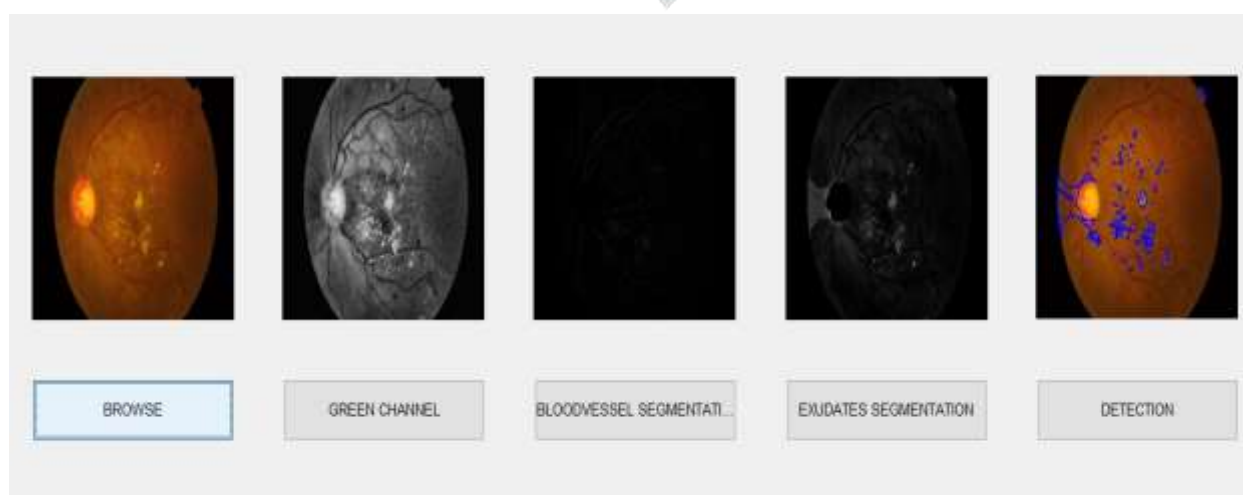 BROWSE
GREEN CHANNEL
BLOODVESSEL SEGMENTATI...
EXUDATES SEGMENTATION
DETECTION